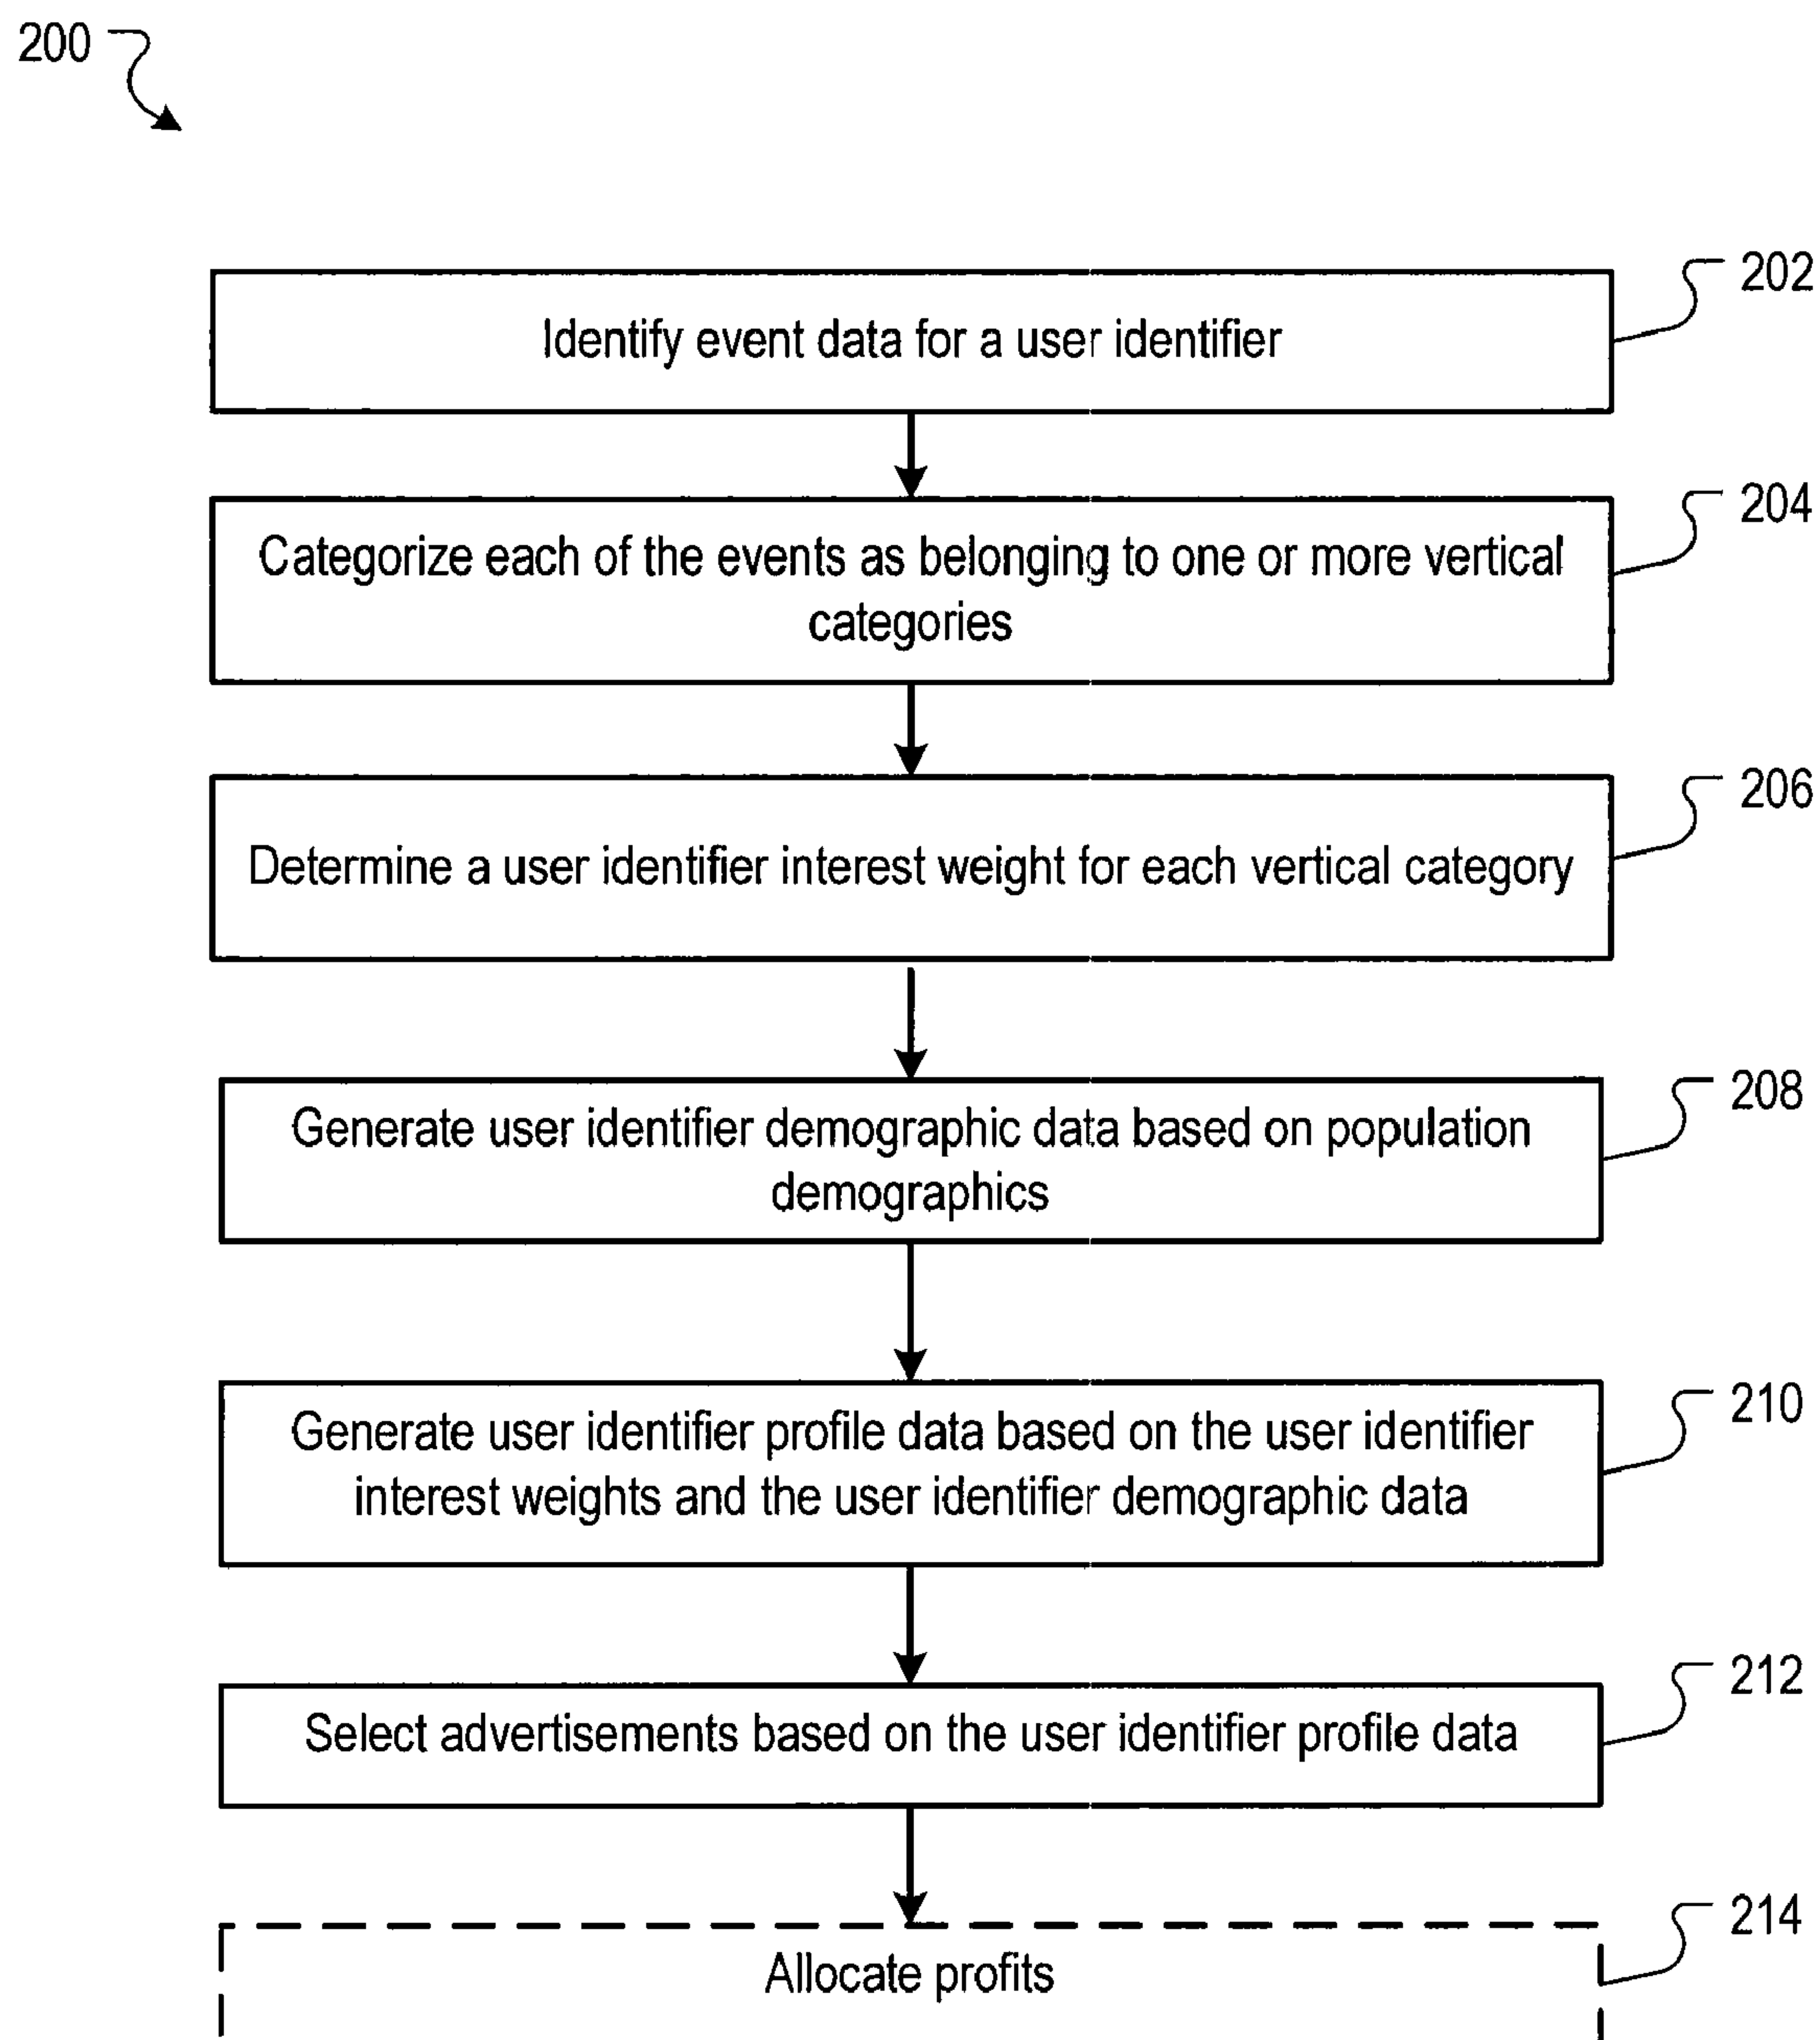 200
202
Identify event data for a user identifier
204
Categorize each of the events as belonging to one or more vertical
categories
206
Determine a user identifier interest weight for each vertical category
208
Generate user identifier demographic data based on population
demographics
210
Generate user identifier profile data based on the user identifier
interest weights and the user identifier demographic data
212
Select advertisements based on the user identifier profile data
214
Allocate profits